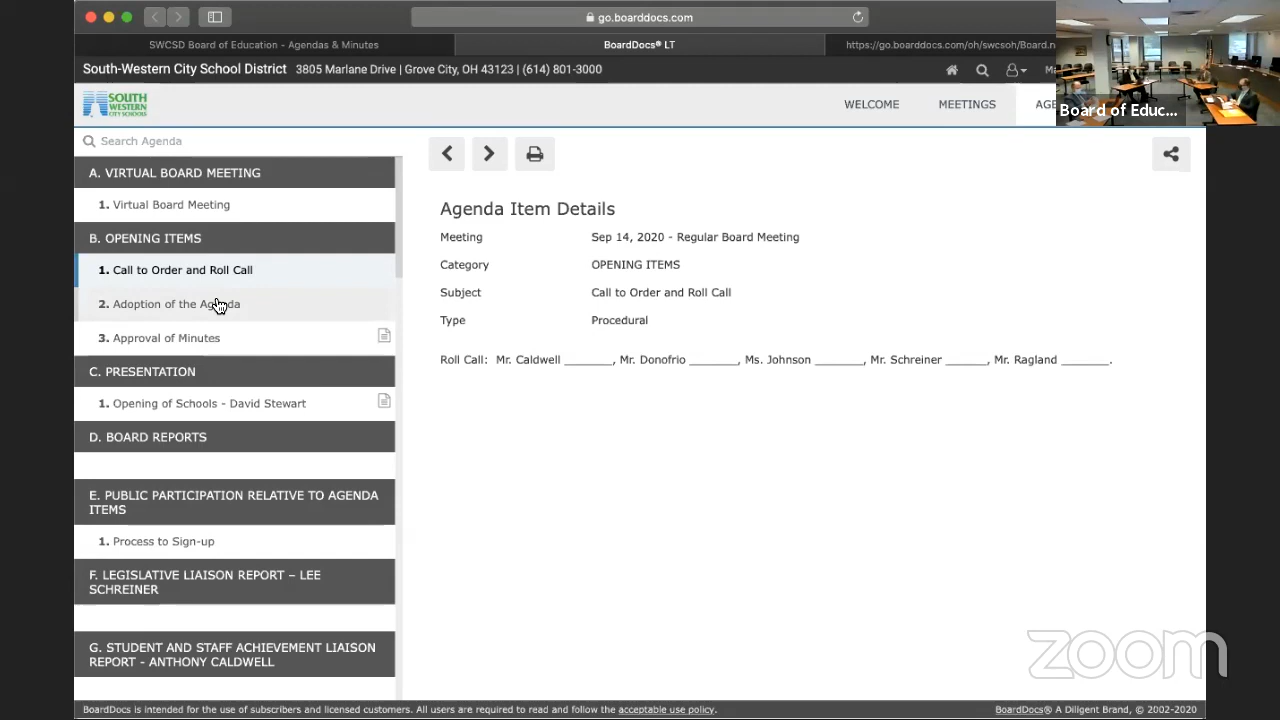 go.boarddocs.com
SWCSD Board of Education - Agendas & Minutes
BoardDocs® LT
https://go.boarddocs.com/oh/swcsoh/Board.n
South-Western City School District 3805 Marlane Drive | Grove City, OH 43123 | (614) 801-3000
Board of Educ...
SOUTH
WESTERN
CITY SCHOOLS
WELCOME
MEETINGS
Search Agenda
A. VIRTUAL BOARD MEETING
1. Virtual Board Meeting
B. OPENING ITEMS
1. Call to Order and Roll Call
2. Adoption of the Agenda
3. Approval of Minutes
C. PRESENTATION
1. Opening of Schools - David Stewart
D. BOARD REPORTS
E. PUBLIC PARTICIPATION RELATIVE TO AGENDA
ITEMS
1. Process to Sign-up
F. LEGISLATIVE LIAISON REPORT – LEE
SCHREINER
G. STUDENT AND STAFF ACHIEVEMENT LIAISON
REPORT - ANTHONY CALDWELL
Agenda Item Details
Meeting Sep 14, 2020 - Regular Board Meeting
Category OPENING ITEMS
Subject Call to Order and Roll Call
Type Procedural
Roll Call: Mr. Caldwell _______, Mr. Donofrio _______, Ms. Johnson _______, Mr. Schreiner ______, Mr. Ragland _______.
zoom
BoardDocs is intended for the use of subscribers and licensed customers. All users are required to read and follow the acceptable use policy.
BoardDocs® A Diligent Brand, © 2002-2020